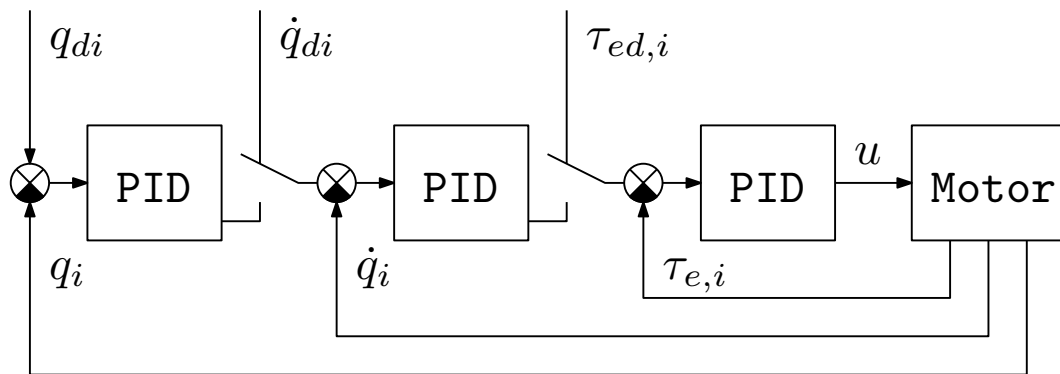 q_{di}
\dot{q}_{di}
τ_{ed,i}
PID
PID
PID
u
Motor
q_i
\dot{q}_i
τ_{e,i}